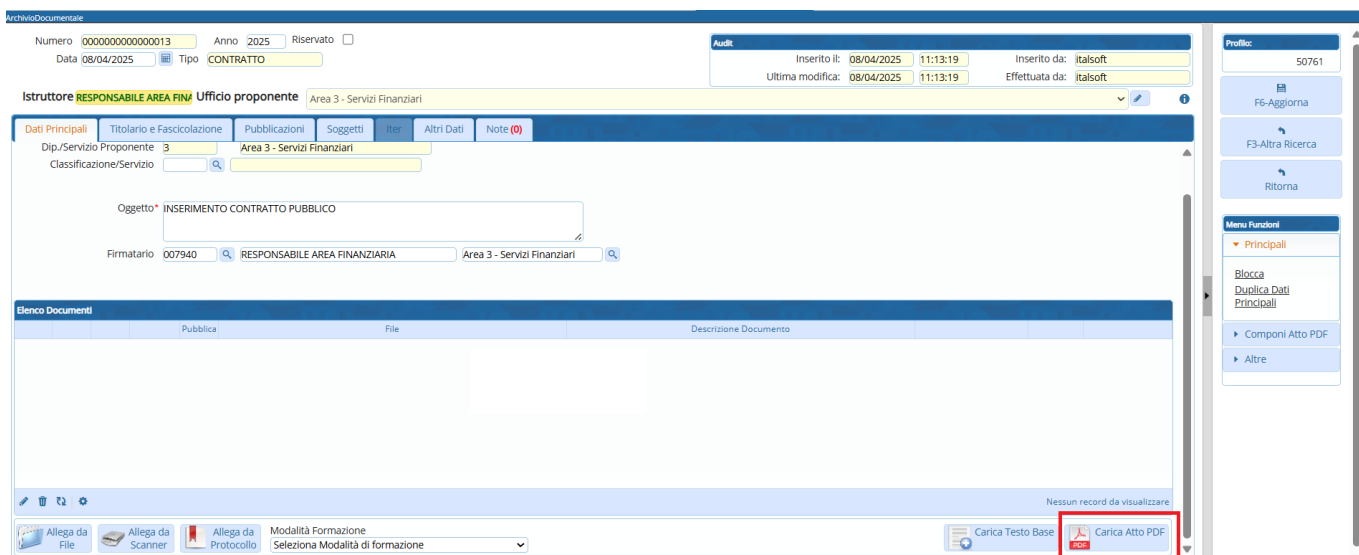 ArchivioDocumentale
Numero 0000000000000013 Anno 2025 Riservato
Data 08/04/2025 Tipo CONTRATTO
Audit
Inserito il: 08/04/2025 11:13:19 Inserito da: italsoft
Ultima modifica: 08/04/2025 11:13:19 Effettuata da: italsoft
Istruttore RESPONSABILE AREA FINA Ufficio proponente Area 3 - Servizi Finanziari
Dati Principali Titolario e Fascicolazione Pubblicazioni Soggetti Iter Altri Dati Note (0)
Dip./Servizio Proponente 3 Area 3 - Servizi Finanziari
Classificazione/Servizio
Oggetto* INSERIMENTO CONTRATTO PUBBLICO
Firmatario 007940 RESPONSABILE AREA FINANZIARIA Area 3 - Servizi Finanziari
Elenco Documenti
Pubblica File Descrizione Documento
Nessun record da visualizzare
Allega da File
Allega da Scanner
Allega da Protocollo
Modalità Formazione
Seleziona Modalità di formazione
Carica Testo Base
PDF Carica Atto PDF
Profilo:
50761
F6-Aggiorna
F3-Altra Ricerca
Ritorna
Menu Funzioni
Principali
Blocca
Duplica Dati
Principali
Componi Atto PDF
Altre